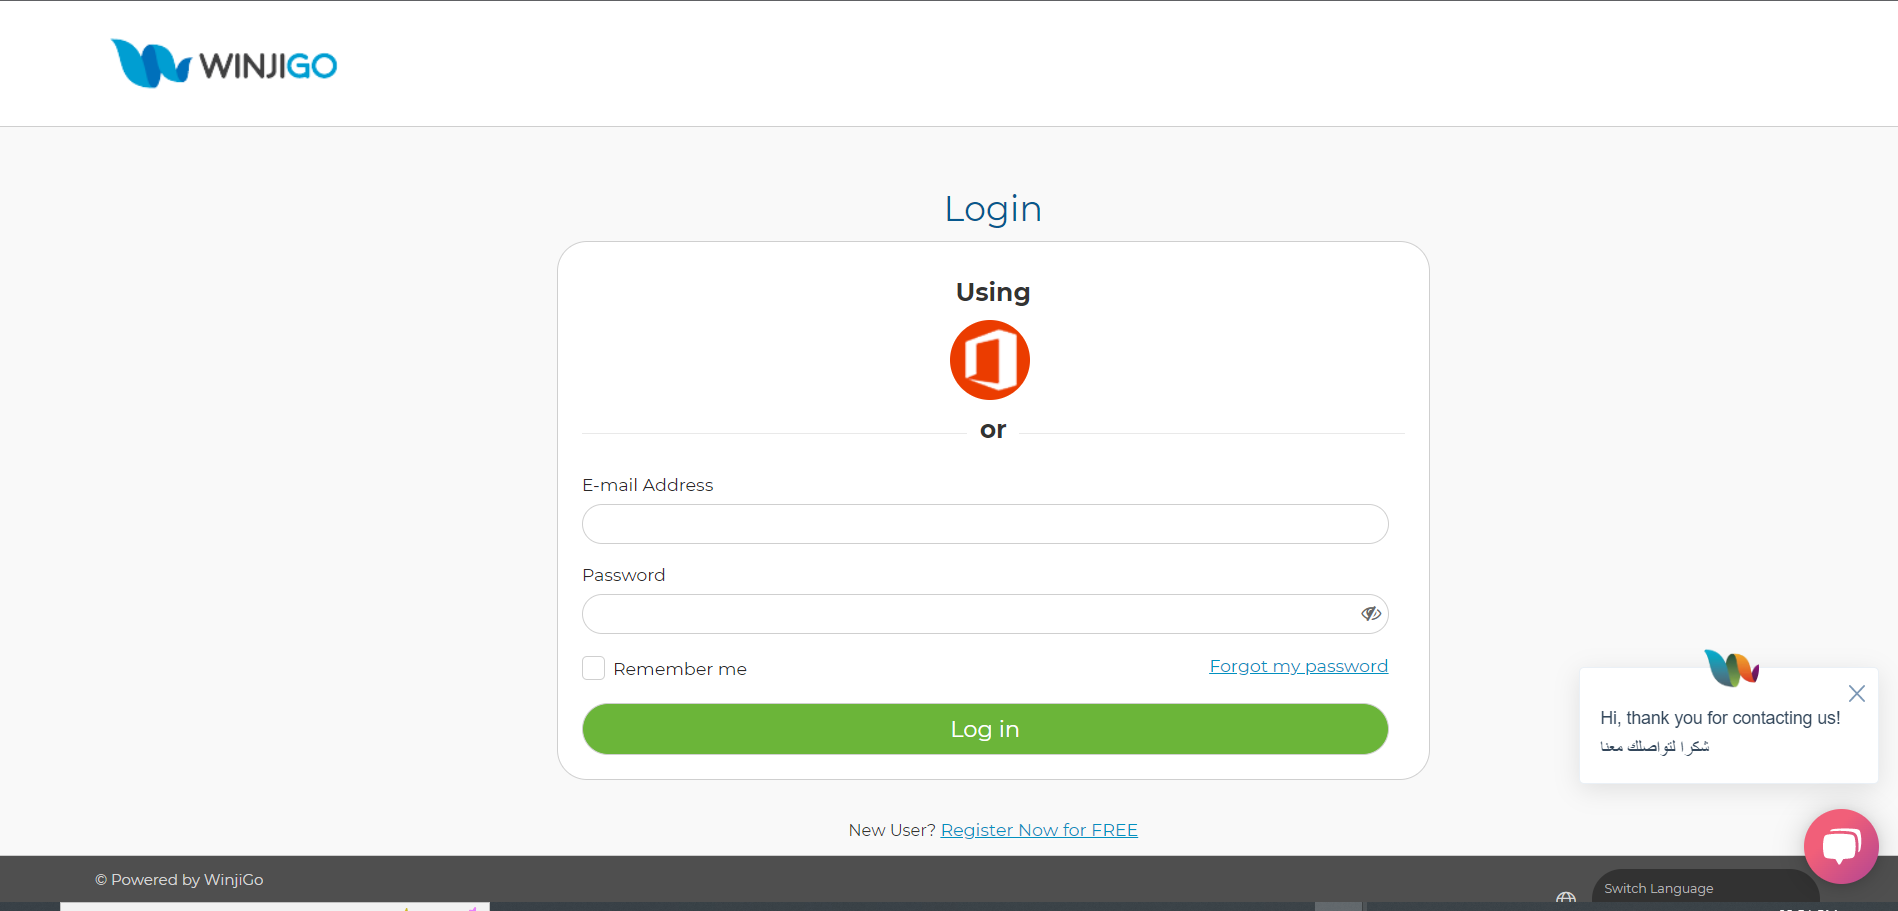 WINJIGO
Login
Using
or
E-mail Address
Password
Remember me
Forgot my password
Log in
Hi, thank you for contacting us!
شكرا لتواصلك معنا
New User? Register Now for FREE
© Powered by WinjiGo
Switch Language